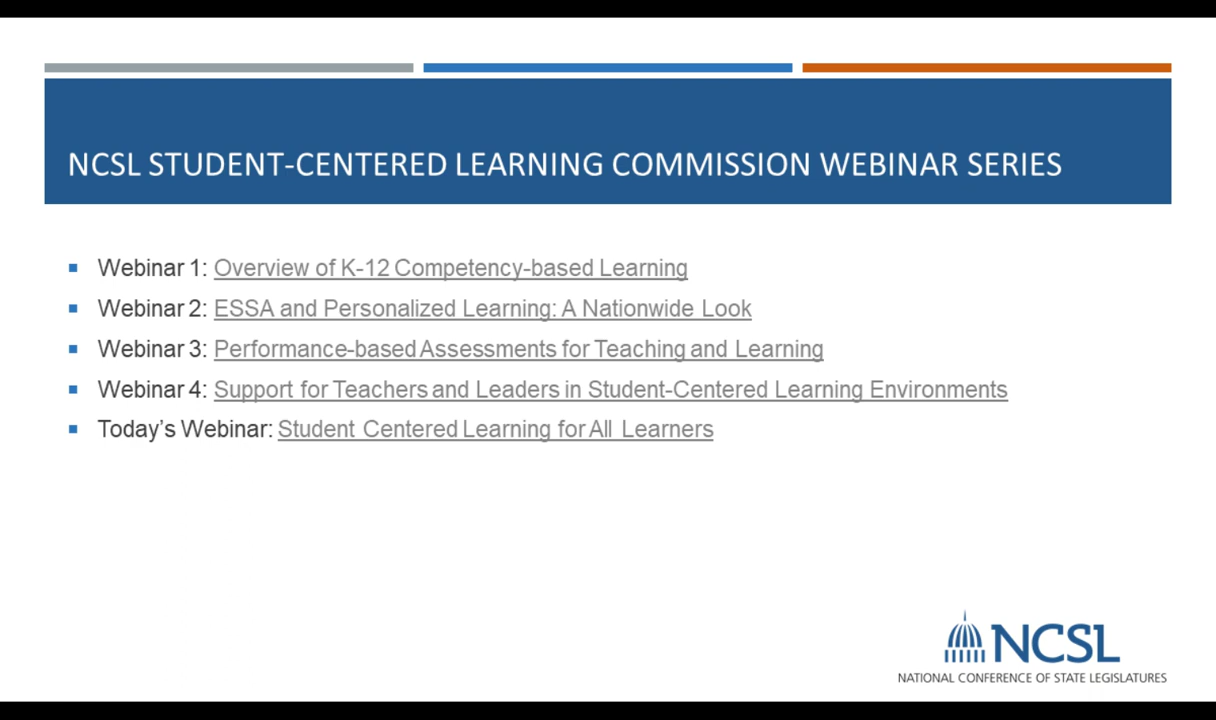 NCSL STUDENT-CENTERED LEARNING COMMISSION WEBINAR SERIES
Webinar 1: Overview of K-12 Competency-based Learning
Webinar 2: ESSA and Personalized Learning: A Nationwide Look
Webinar 3: Performance-based Assessments for Teaching and Learning
Webinar 4: Support for Teachers and Leaders in Student-Centered Learning Environments
Today's Webinar: Student Centered Learning for All Learners
NCSL
NATIONAL CONFERENCE OF STATE LEGISLATURES